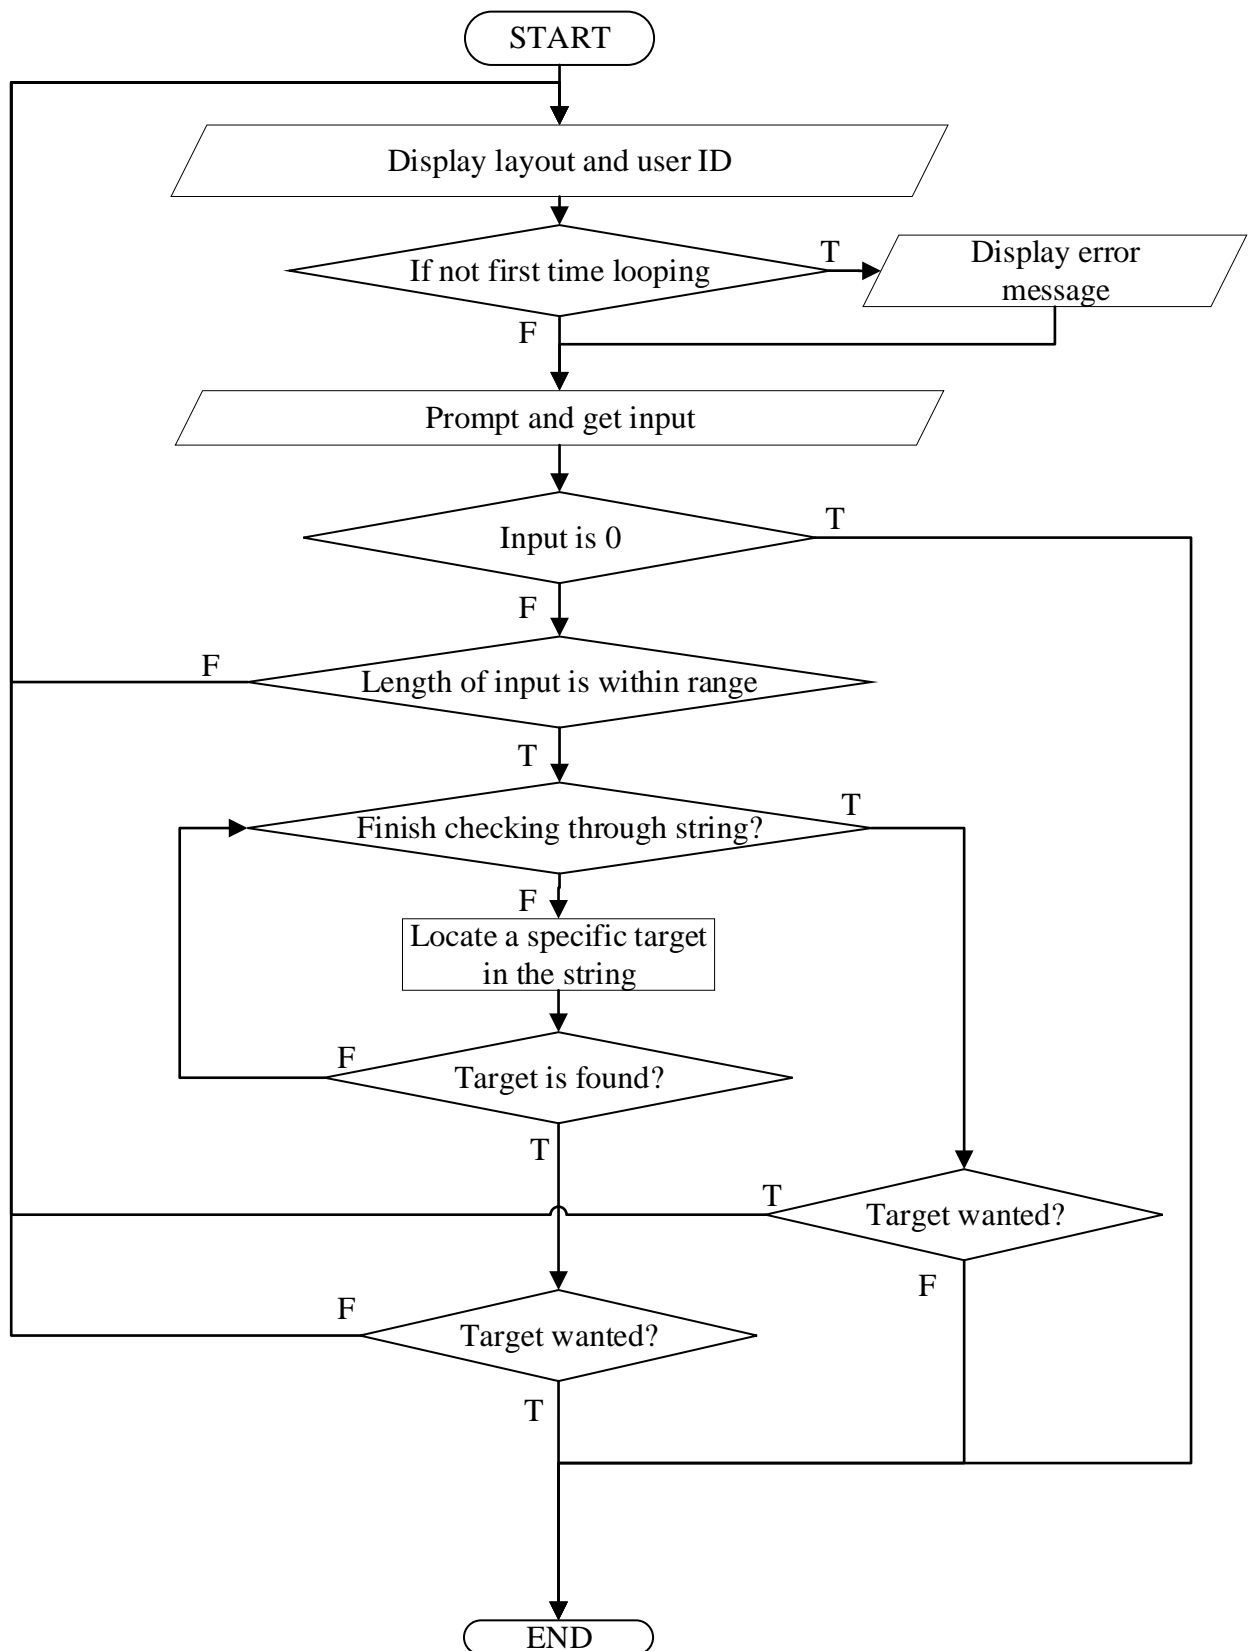 START
Display layout and user ID
If not first time looping
T
Display error
message
F
Prompt and get input
Input is 0
T
F
Length of input is within range
F
T
Finish checking through string?
T
F
Locate a specific target
in the string
Target is found?
F
T
Target wanted?
T
F
Target wanted?
F
T
END